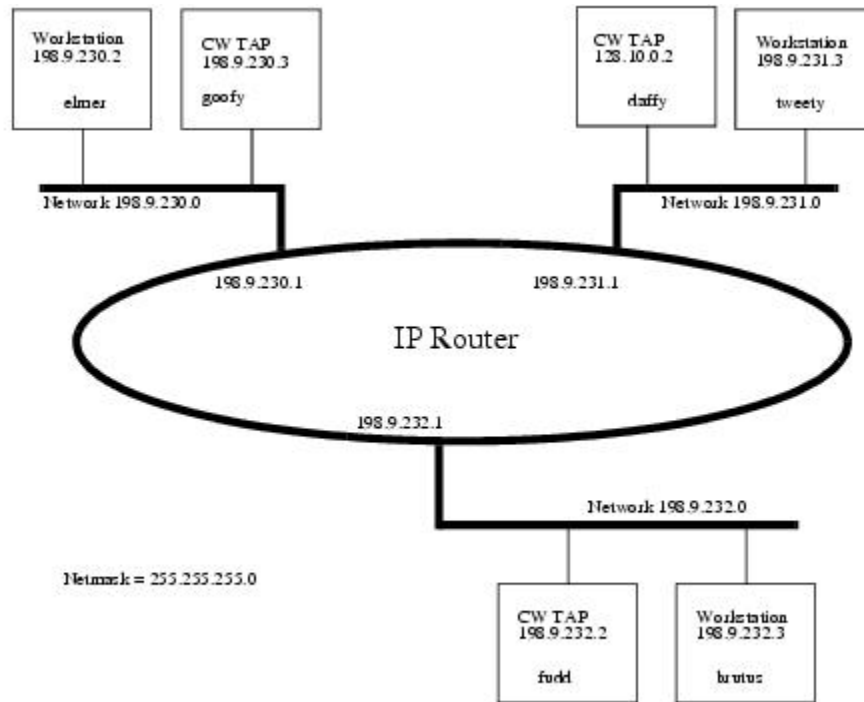 Workstation
198.9.230.2
elmer
CW TAP
198.9.230.3
goofy
CW TAP
128.10.0.2
daffy
Workstation
198.9.231.3
tweety
Network 198.9.230.0
Network 198.9.231.0
198.9.230.1
198.9.231.1
IP Router
198.9.232.1
Network 198.9.232.0
Netmask = 255.255.255.0
CW TAP
198.9.232.2
fudd
Workstation
198.9.232.3
brutus